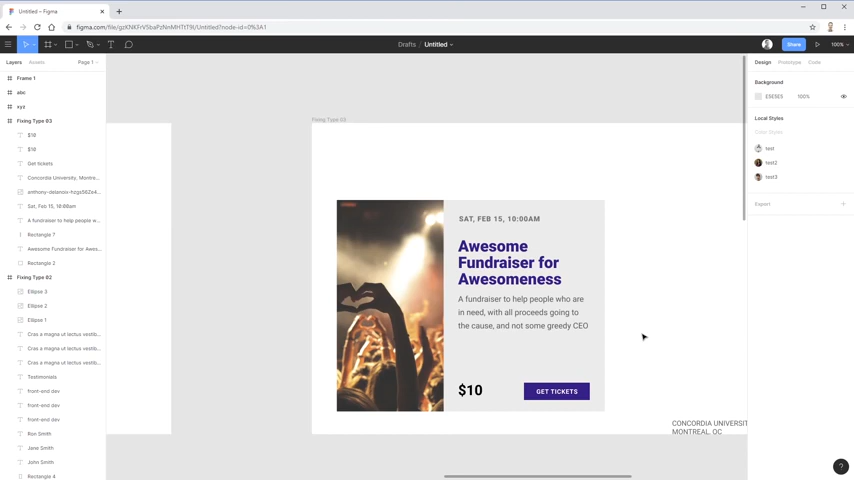 Untitled – Figma
figma.com/file/gzKNKFrV5baPzNnMHTtT9I/Untitled?node-id=0%3A1
Drafts / Untitled
Share
100%
Layers
Assets
Page 1
Frame 1
abc
xyz
Fixing Type 03
$10
$10
Get tickets
Concordia University, Montre...
anthony-delanoix-hzgs56Ze4...
Sat, Feb 15, 10:00am
A fundraiser to help people w...
Rectangle 7
Awesome Fundraiser for Awes...
Rectangle 2
Fixing Type 02
Ellipse 3
Ellipse 2
Ellipse 1
Cras a magna ut lectus vestib...
Cras a magna ut lectus vestib...
Cras a magna ut lectus vestib...
Testimonials
front-end dev
front-end dev
front-end dev
Ron Smith
Jane Smith
John Smith
Rectangle 4
Fixing Type 03
SAT, FEB 15, 10:00AM
Awesome
Fundraiser for
Awesomeness
A fundraiser to help people who are
in need, with all proceeds going to
the cause, and not some greedy CEO
$10
GET TICKETS
CONCORDIA UNIVERSIT
MONTREAL, QC
Design
Prototype
Code
Background
E5E5E5
100%
Local Styles
Color Styles
test
test2
test3
Export
?